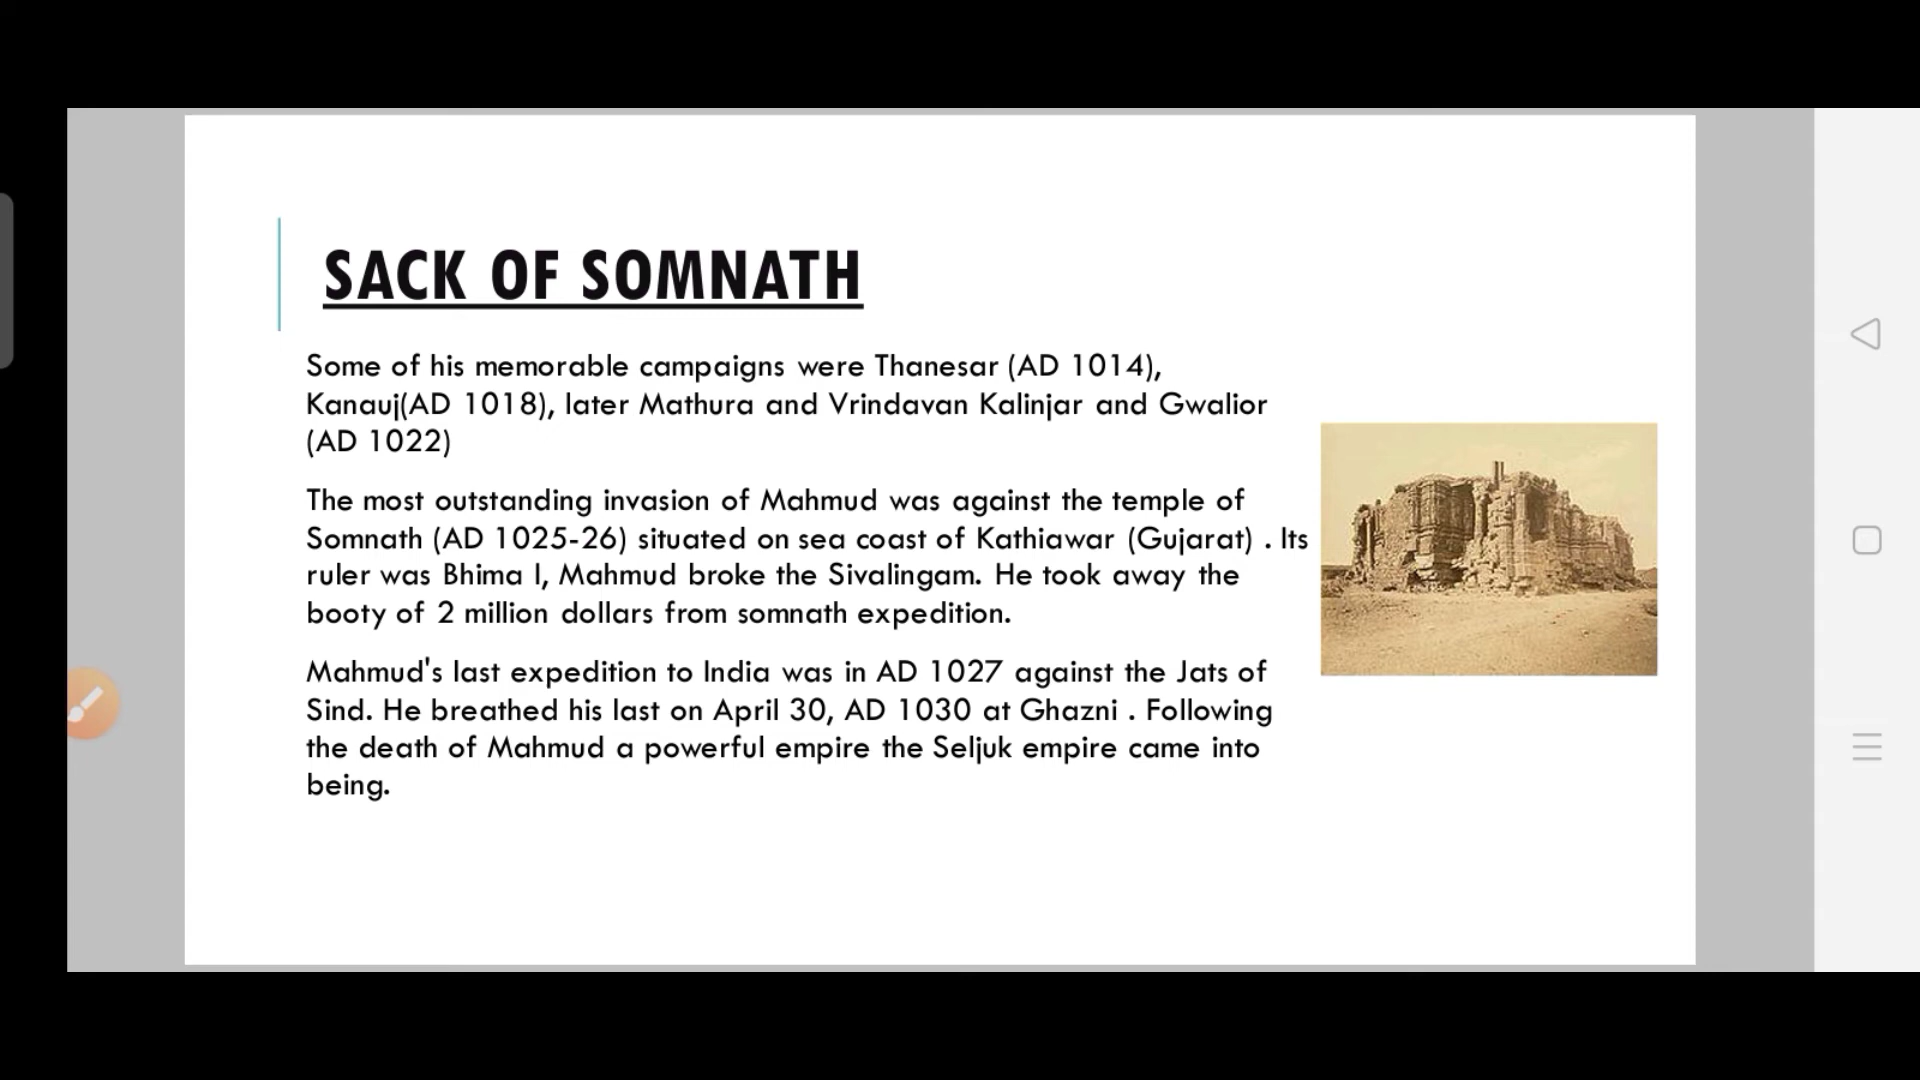 SACK OF SOMNATH
Some of his memorable campaigns were Thanesar (AD 1014),
Kanauj(AD 1018), later Mathura and Vrindavan Kalinjar and Gwalior
(AD 1022)
The most outstanding invasion of Mahmud was against the temple of
Somnath (AD 1025-26) situated on sea coast of Kathiawar (Gujarat) . Its
ruler was Bhima I, Mahmud broke the Sivalingam. He took away the
booty of 2 million dollars from somnath expedition.
Mahmud's last expedition to India was in AD 1027 against the Jats of
Sind. He breathed his last on April 30, AD 1030 at Ghazni . Following
the death of Mahmud a powerful empire the Seljuk empire came into
being.